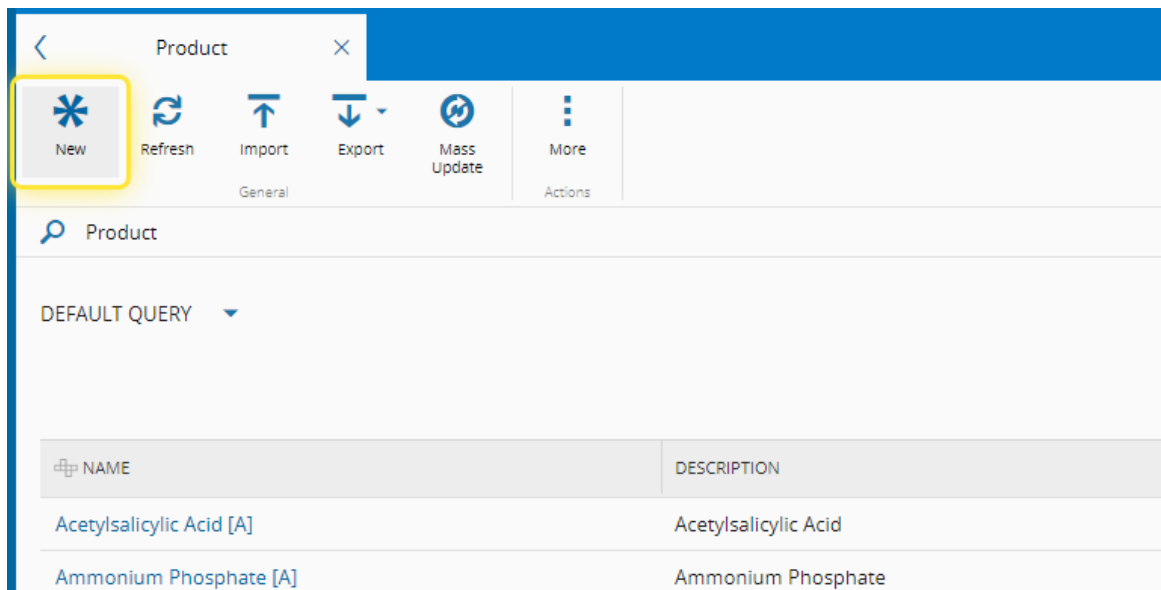 Product
New Refresh Import Export Mass Update More
General Actions
Product
DEFAULT QUERY
NAME DESCRIPTION
Acetylsalicylic Acid [A] Acetylsalicylic Acid
Ammonium Phosphate [A] Ammonium Phosphate